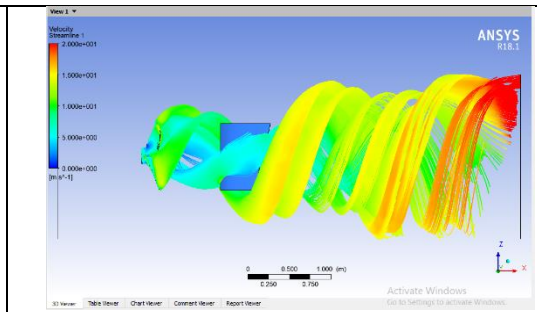 View 1 ▼
Velocity
Streamline 1
2.000e+001
1.500e+001
1.000e+001
5.000e+000
0.000e+000
[m s^-1]
ANSYS
R18.1
0 0.500 1.000 (m)
0.250 0.750
Z
Y X
Activate Windows
Go to Settings to activate Windows.
3D Viewer Table Viewer Chart Viewer Comment Viewer Report Viewer